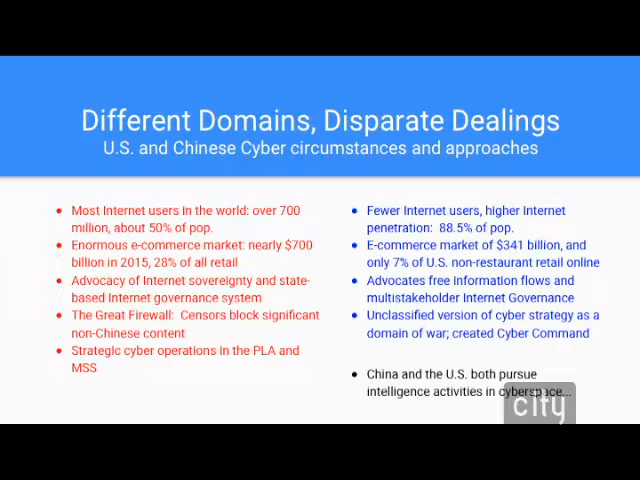 Different Domains, Disparate Dealings
U.S. and Chinese Cyber circumstances and approaches
● Most Internet users in the world: over 700
million, about 50% of pop.
● Enormous e-commerce market: nearly $700
billion in 2015, 28% of all retail
● Advocacy of Internet sovereignty and state-
based Internet governance system
● The Great Firewall: Censors block significant
non-Chinese content
● Strategic cyber operations in the PLA and
MSS
● Fewer Internet users, higher Internet
penetration: 88.5% of pop.
● E-commerce market of $341 billion, and
only 7% of U.S. non-restaurant retail online
● Advocates free information flows and
multistakeholder Internet Governance
● Unclassified version of cyber strategy as a
domain of war; created Cyber Command
● China and the U.S. both pursue
intelligence activities in cyberspace...
city